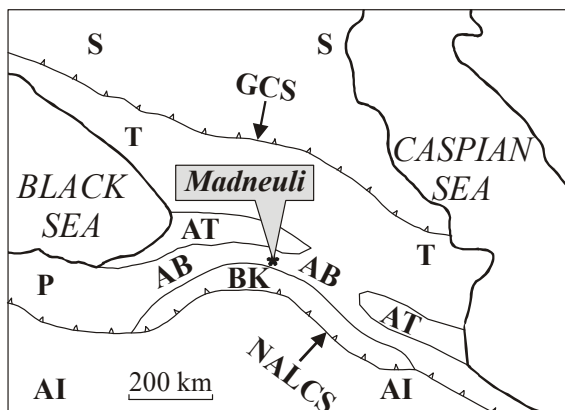 S
S
GCS
T
CASPIAN
SEA
Madneuli
BLACK
SEA
AT
AB
AB
T
P
BK
AT
NALCS
AI
200 km
AI